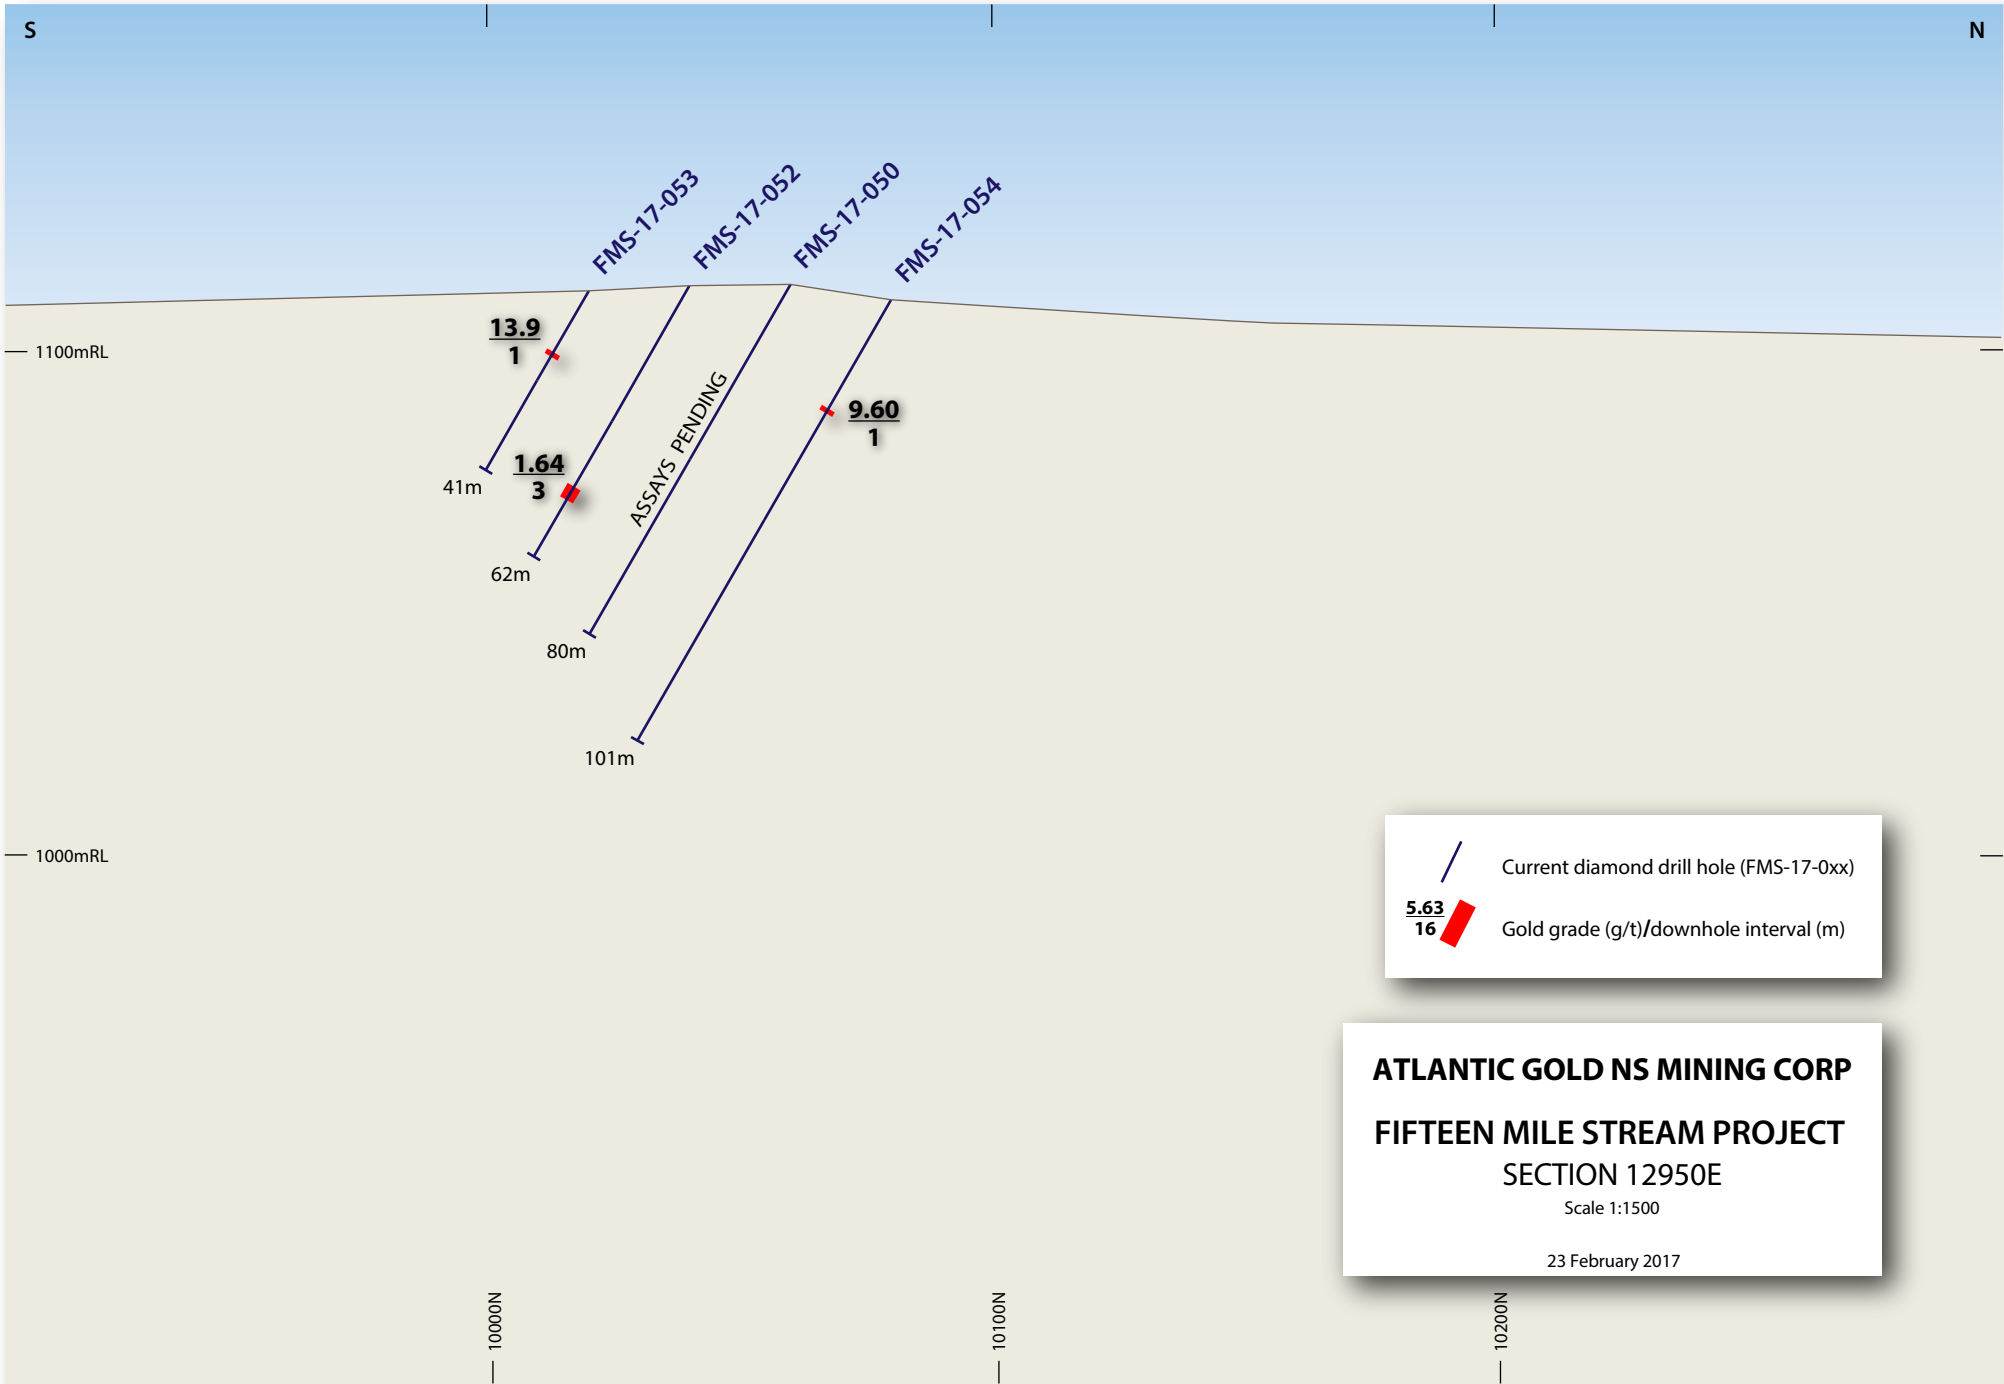 S
N
FMS-17-053
FMS-17-052
FMS-17-050
FMS-17-054
13.9
1
1100mRL
9.60
1
ASSAYS PENDING
1.64
3
41m
62m
80m
101m
1000mRL
Current diamond drill hole (FMS-17-0xx)
5.63
16
Gold grade (g/t)/downhole interval (m)
ATLANTIC GOLD NS MINING CORP
FIFTEEN MILE STREAM PROJECT
SECTION 12950E
Scale 1:1500
23 February 2017
10000N
10100N
10200N